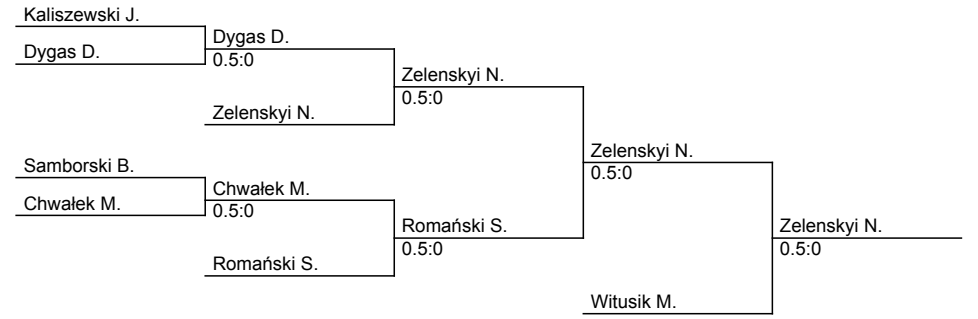 Kaliszewski J.
Dygas D.
Dygas D.
0.5:0
Zelenskyi N.
0.5:0
Zelenskyi N.
Zelenskyi N.
0.5:0
Samborski B.
Chwałek M.
Chwałek M.
0.5:0
Romański S.
0.5:0
Zelenskyi N.
0.5:0
Romański S.
Witusik M.